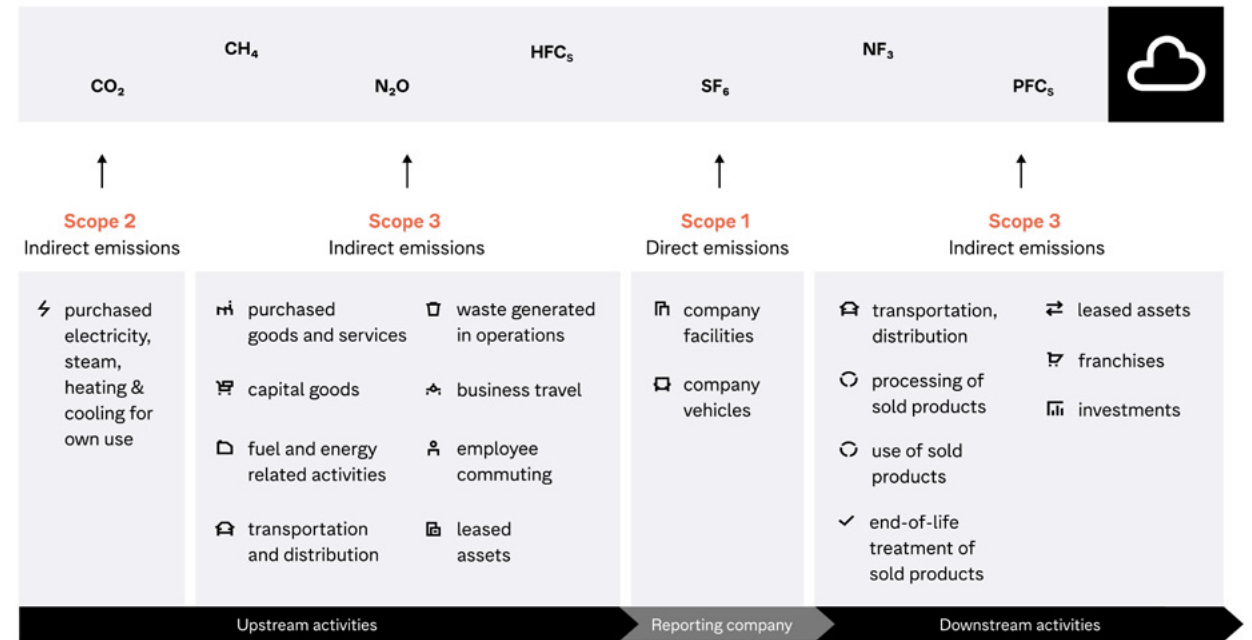 CH₄
HFCₛ
NF₃
CO₂
N₂O
SF₆
PFCₛ
Scope 2
Indirect emissions
Scope 3
Indirect emissions
Scope 1
Direct emissions
Scope 3
Indirect emissions
purchased
electricity,
steam,
heating &
cooling for
own use
purchased
goods and services
capital goods
fuel and energy
related activities
transportation
and distribution
waste generated
in operations
business travel
employee
commuting
leased
assets
company
facilities
company
vehicles
transportation,
distribution
processing of
sold products
use of sold
products
end-of-life
treatment of
sold products
leased assets
franchises
investments
Upstream activities
Reporting company
Downstream activities